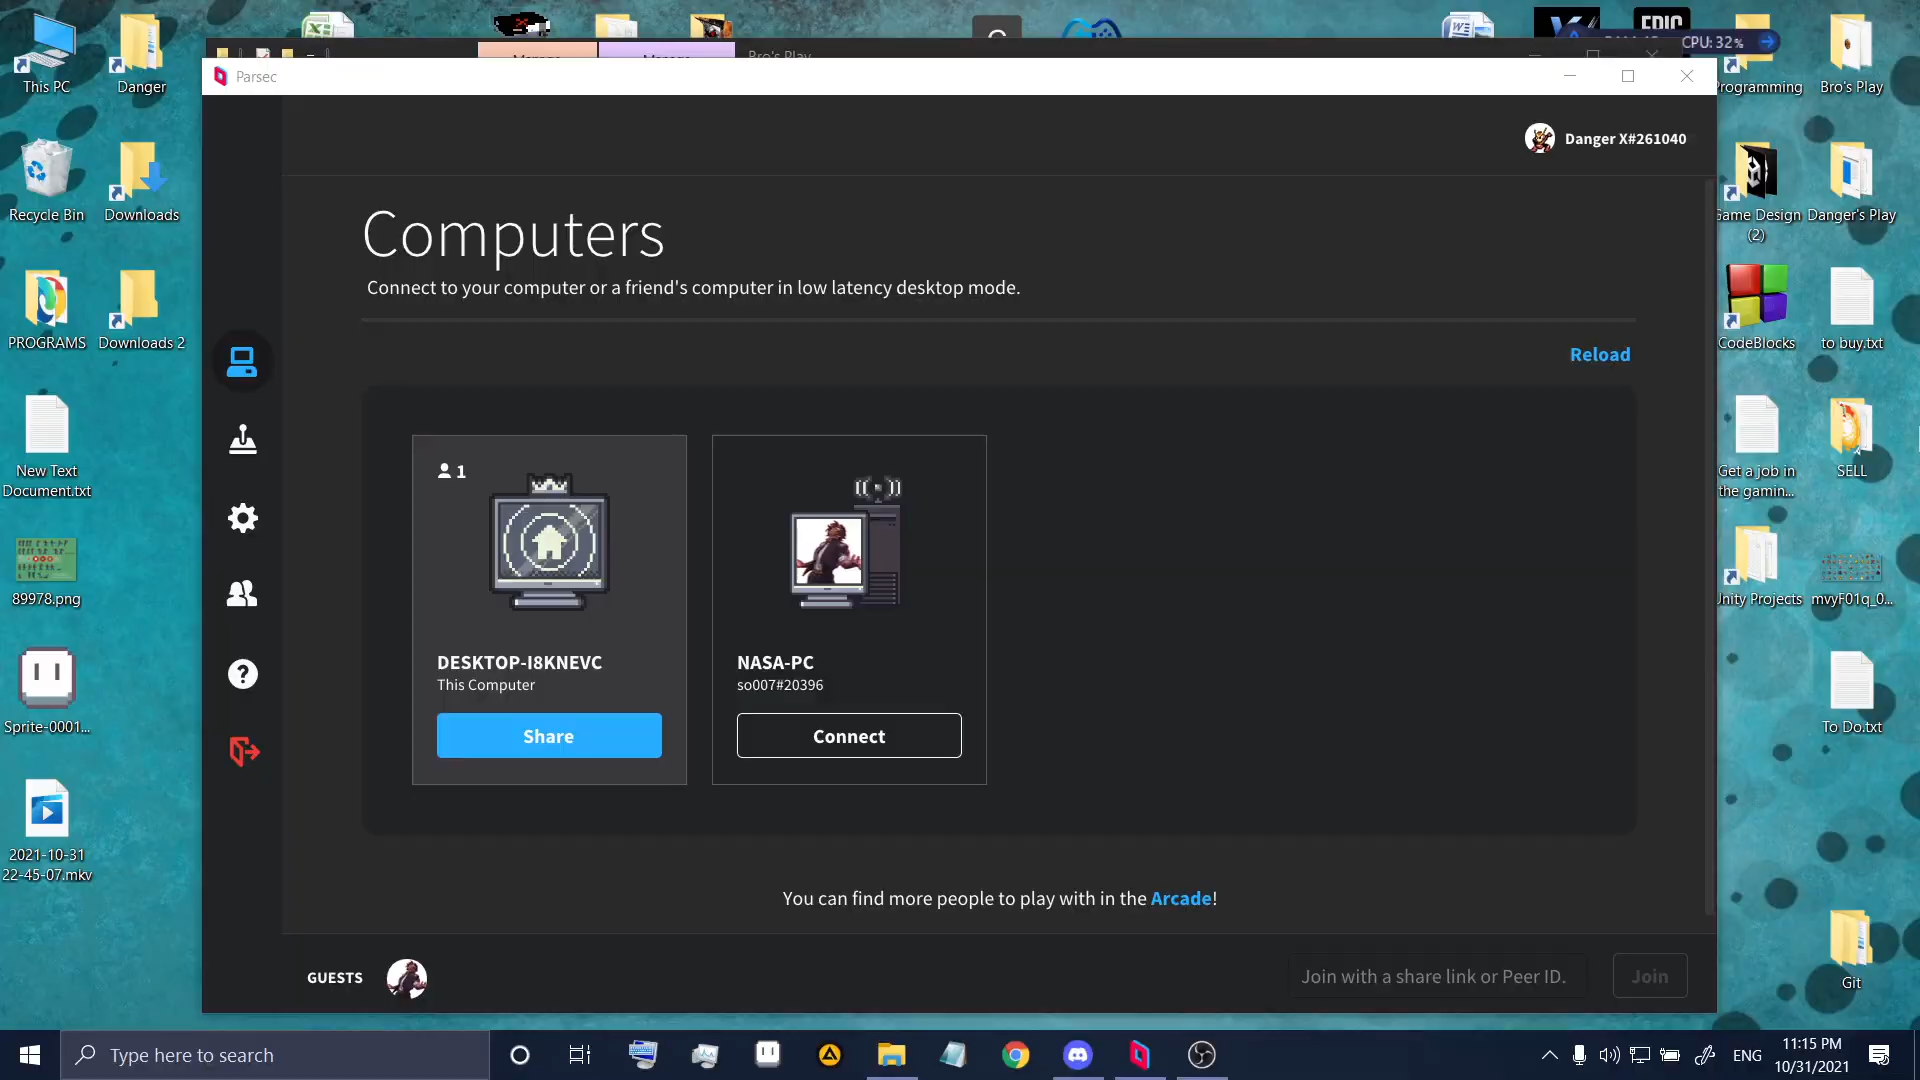 This PC
Danger
Bro's Play
CPU: 32%
Programming
Bro's Play
Parsec
Danger X#261040
Computers
Connect to your computer or a friend's computer in low latency desktop mode.
Reload
Recycle Bin
Downloads
Game Design
(2)
Danger's Play
PROGRAMS
Downloads 2
CodeBlocks
to buy.txt
New Text
Document.txt
Get a job in
the gamin...
SELL
1
89978.png
Unity Projects
mvyF01q_0...
DESKTOP-I8KNEVC
This Computer
Share
NASA-PC
so007#20396
Connect
Sprite-0001...
To Do.txt
2021-10-31
22-45-07.mkv
You can find more people to play with in the Arcade!
GUESTS
Join with a share link or Peer ID.
Join
Git
Type here to search
ENG
11:15 PM
10/31/2021